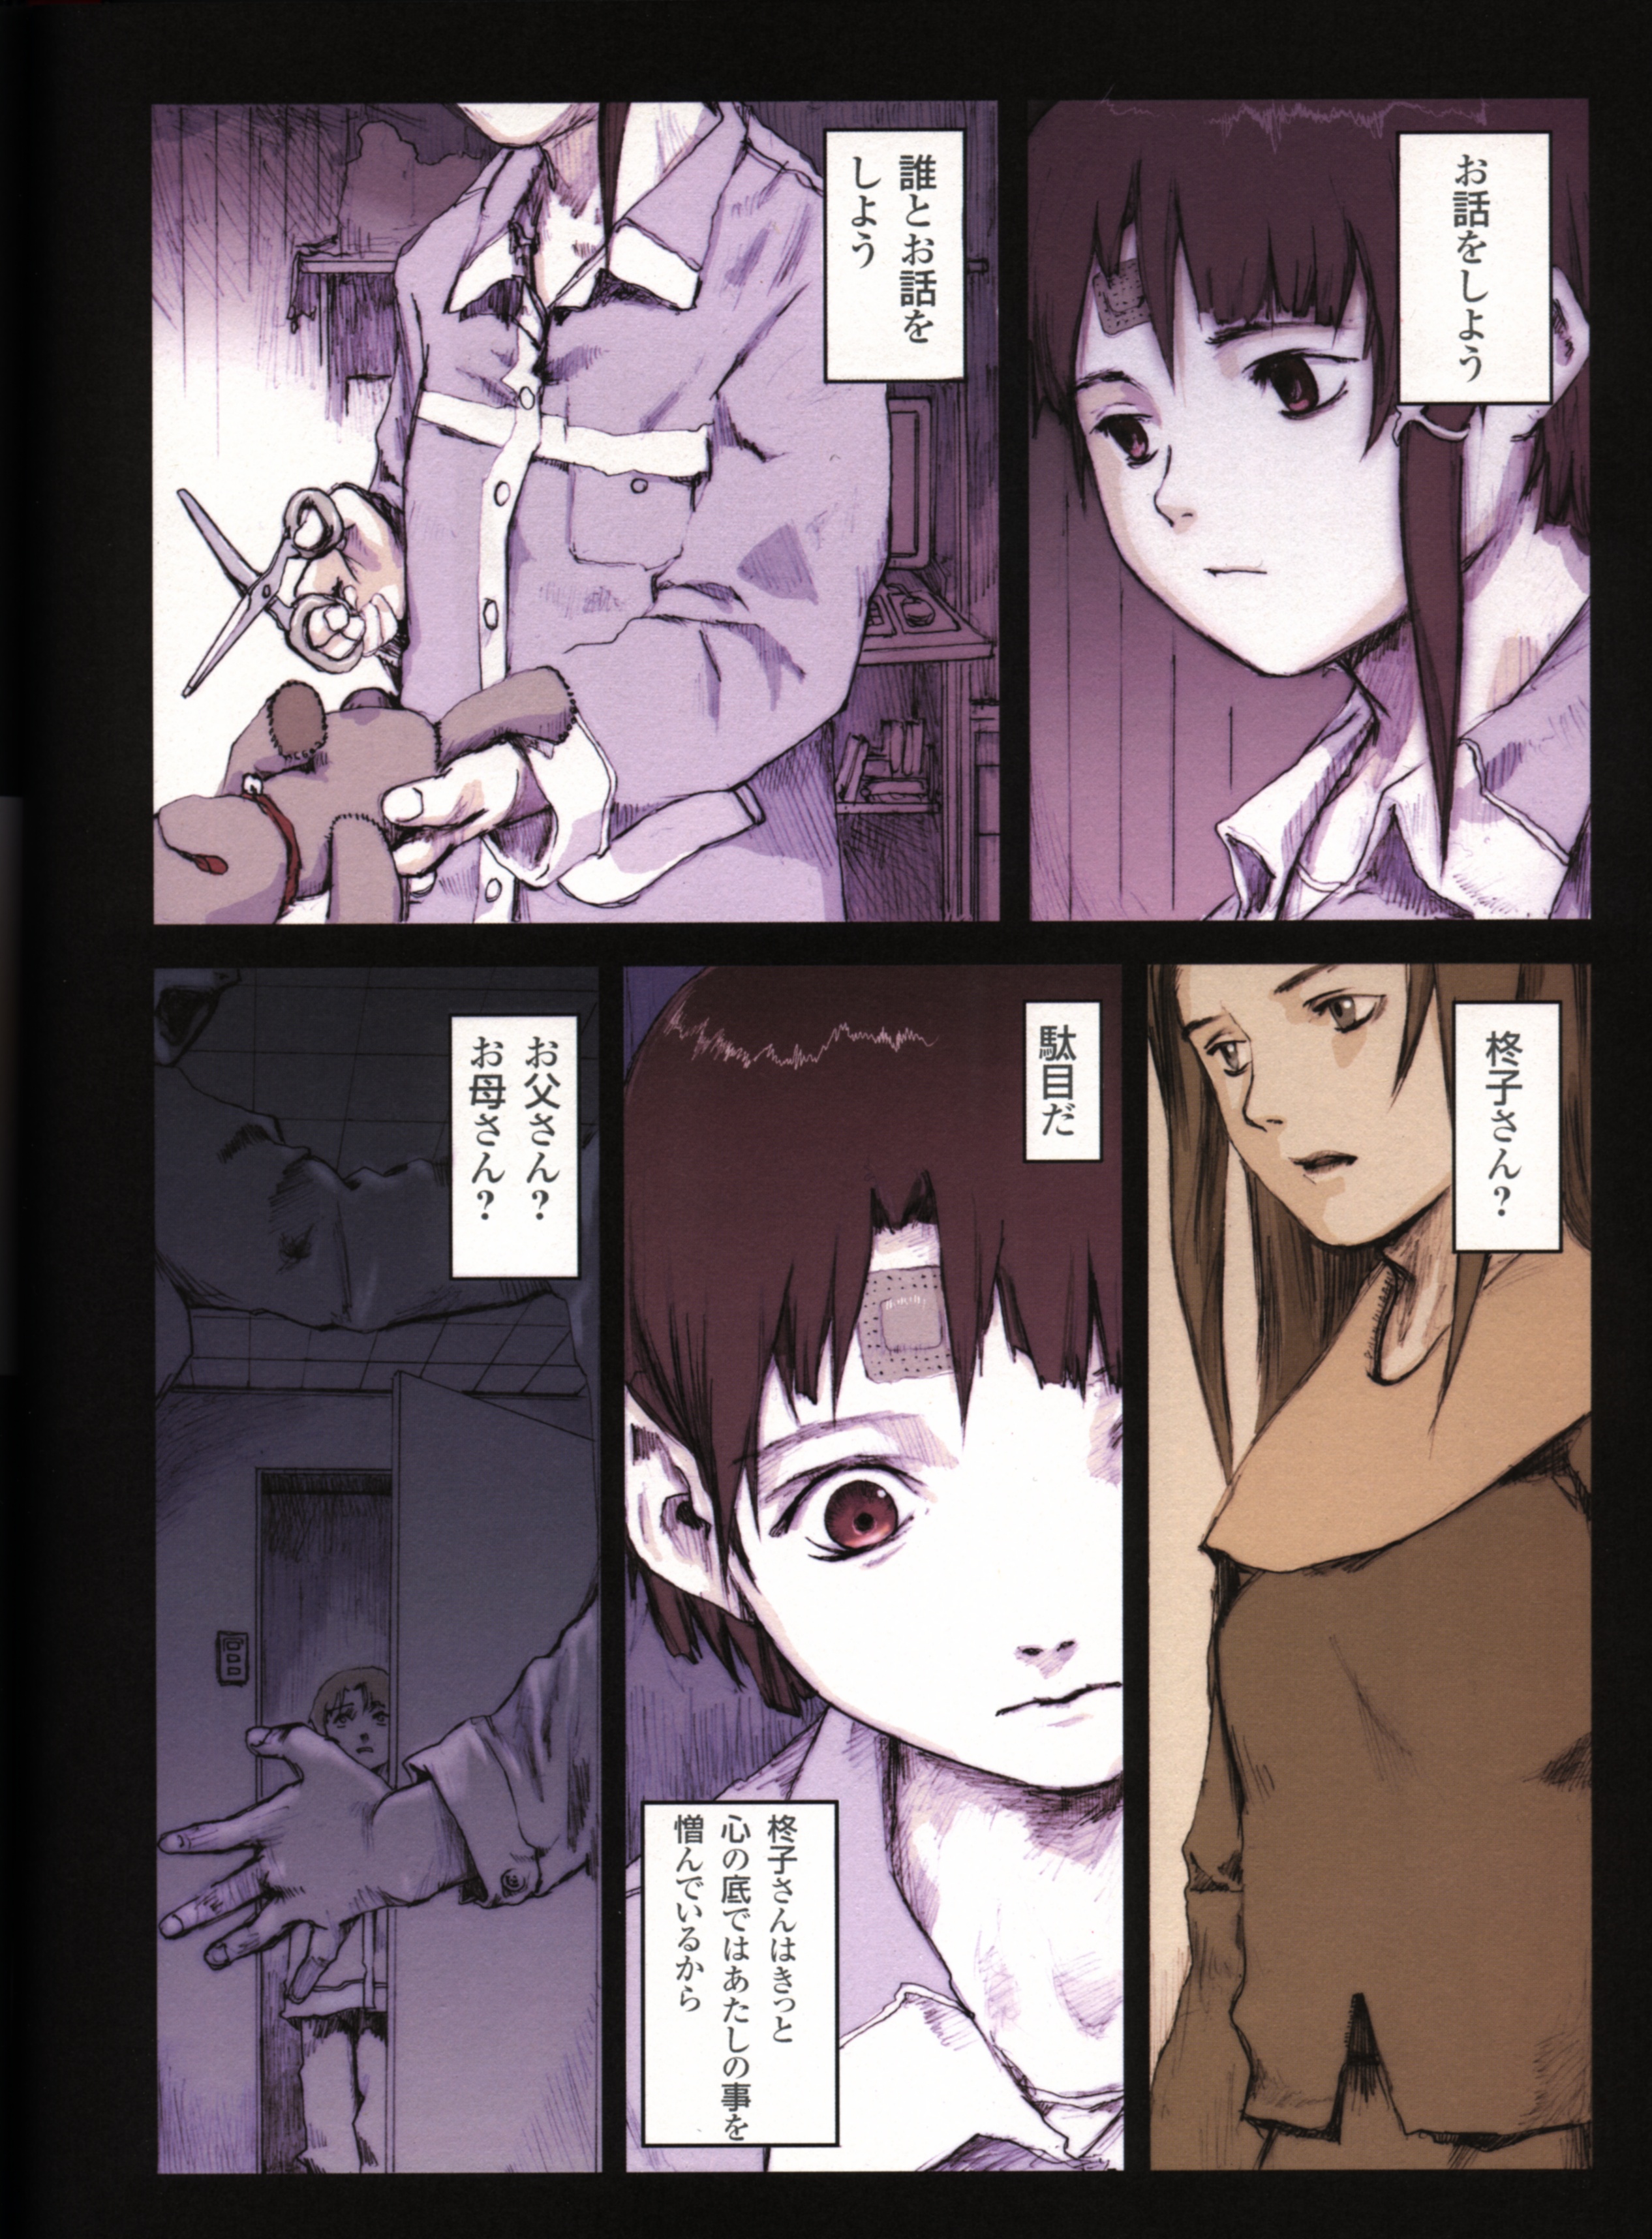 お話をしよう
誰とお話を
しよう
柊子さん?
駄目だ
柊子さんはきっと
心の底ではあたしの事を
憎んでいるから
お父さん?
お母さん?